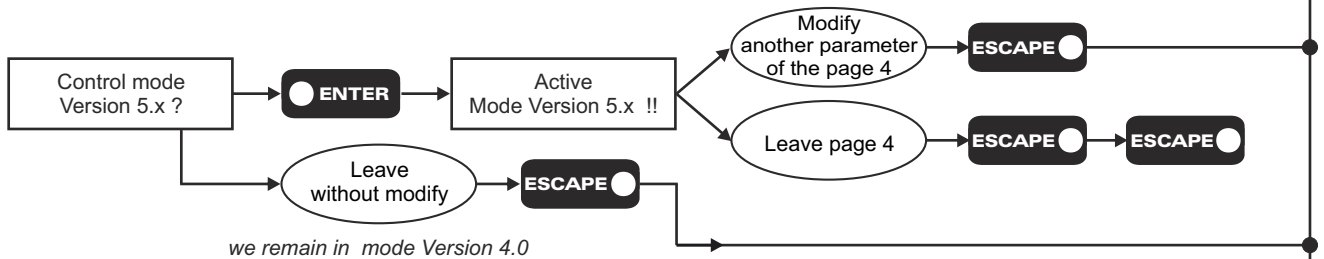 Modify
another parameter
of the page 4
ESCAPE
Control mode
Version 5.x ?
ENTER
Active
Mode Version 5.x !!
Leave page 4
ESCAPE
ESCAPE
Leave
without modify
ESCAPE
we remain in mode Version 4.0